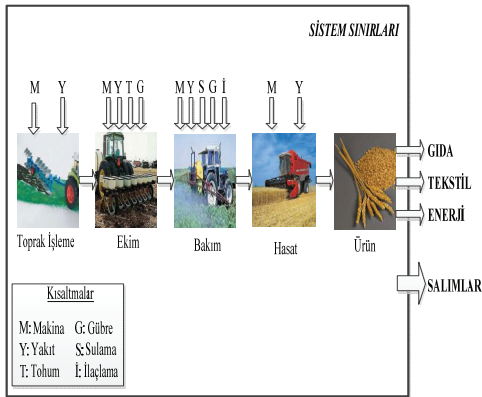 SİSTEM SINIRLARI
M Y M Y T G M Y S G İ M Y
GIDA
TEKSTİL
ENERJİ
Toprak İşleme Ekim Bakım Hasat Ürün
SALIMLAR
Kısaltmalar
M: Makina G: Gübre
Y: Yakıt S: Sulama
T: Tohum İ: İlaçlama